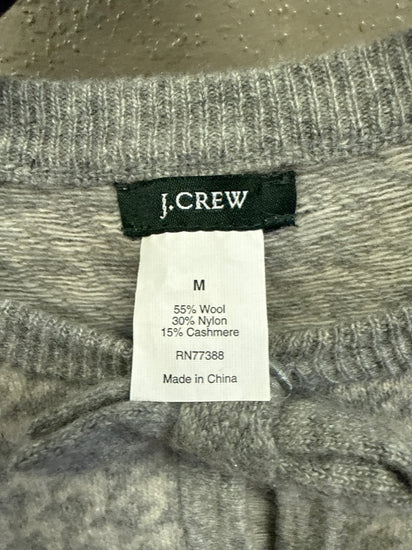 J.CREW
M
55% Wool
30% Nylon
15% Cashmere
RN77388
Made in China